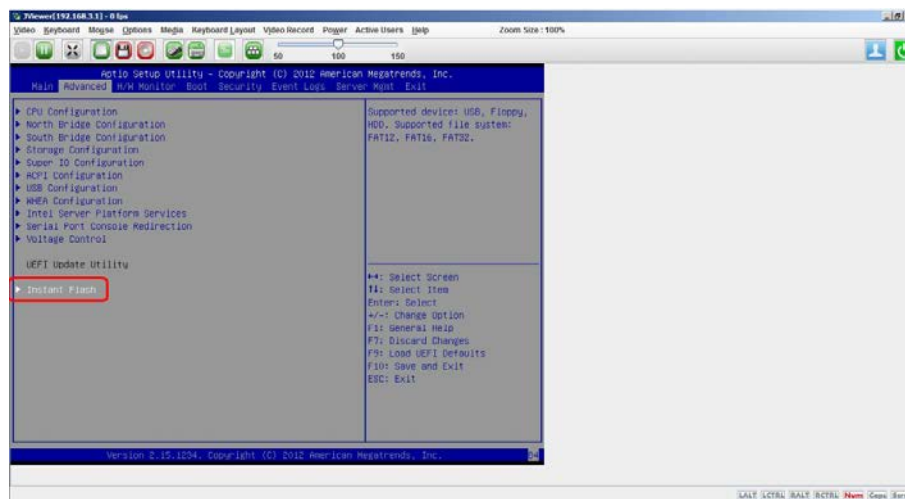 JViewer[192.168.3.1] - 0 fps
Video Keyboard Mouse Options Media Keyboard Layout Video Record Power Active Users Help Zoom Size : 100%
50 100 150
Aptio Setup Utility - Copyright (C) 2012 American Megatrends, Inc.
Main Advanced H/W Monitor Boot Security Event Logs Server Mgmt Exit
CPU Configuration
North Bridge Configuration
South Bridge Configuration
Storage Configuration
Super IO Configuration
ACPI Configuration
USB Configuration
WHEA Configuration
Intel Server Platform Services
Serial Port Console Redirection
Voltage Control
UEFI Update Utility
Instant Flash
Supported device: USB, Floppy,
HDD. Supported file system:
FAT12, FAT16, FAT32.
→←: Select Screen
↑↓: Select Item
Enter: Select
+/-: Change Option
F1: General Help
F7: Discard Changes
F9: Load UEFI Defaults
F10: Save and Exit
ESC: Exit
Version 2.15.1234. Copyright (C) 2012 American Megatrends, Inc.
B4
LALT LCTRL RALT RCTRL Num Caps Scr